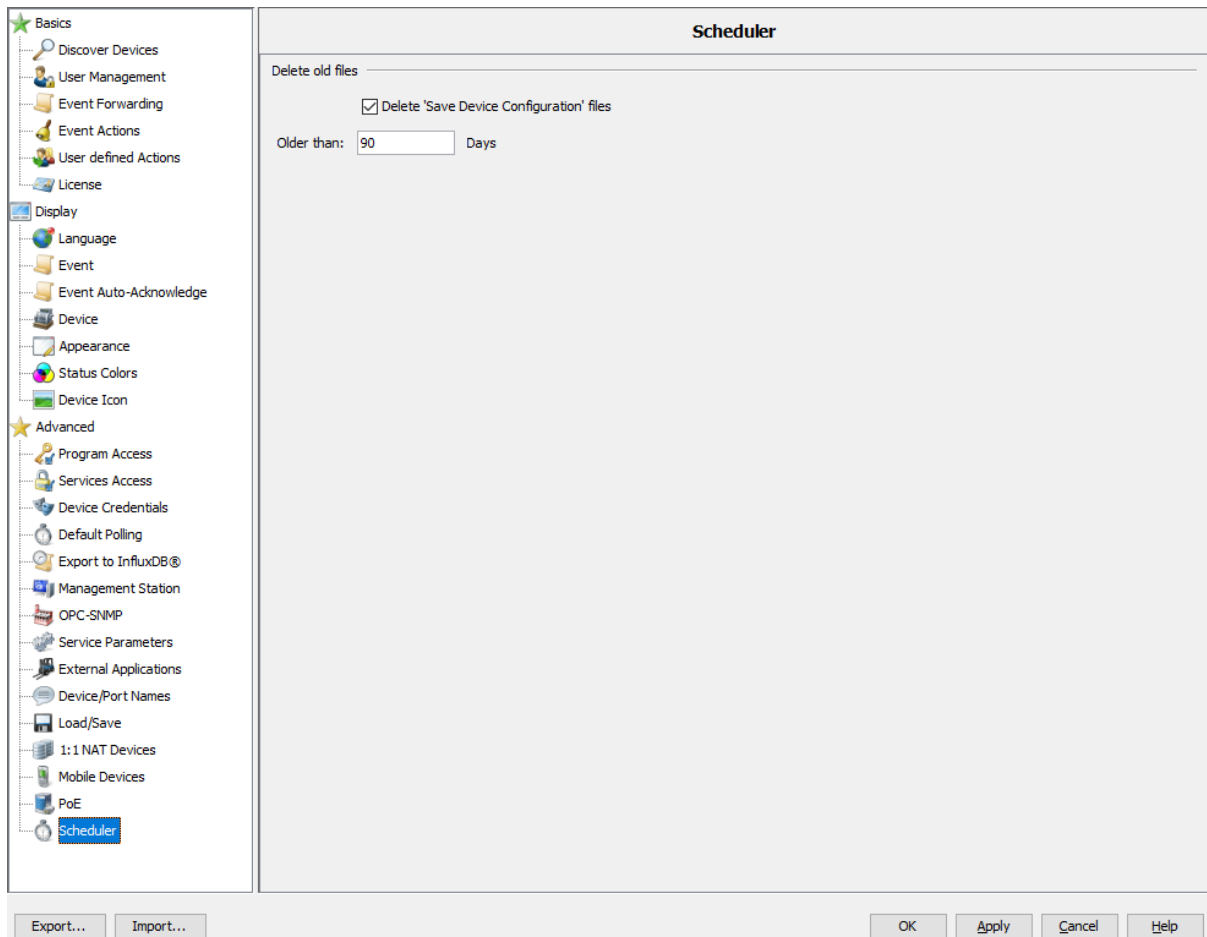 Basics
Discover Devices
User Management
Event Forwarding
Event Actions
User defined Actions
License
Display
Language
Event
Event Auto-Acknowledge
Device
Appearance
Status Colors
Device Icon
Advanced
Program Access
Services Access
Device Credentials
Default Polling
Export to InfluxDB®
Management Station
OPC-SNMP
Service Parameters
External Applications
Device/Port Names
Load/Save
1:1 NAT Devices
Mobile Devices
PoE
Scheduler
Scheduler
Delete old files
Delete 'Save Device Configuration' files
Older than: 90 Days
Export... Import... OK Apply Cancel Help